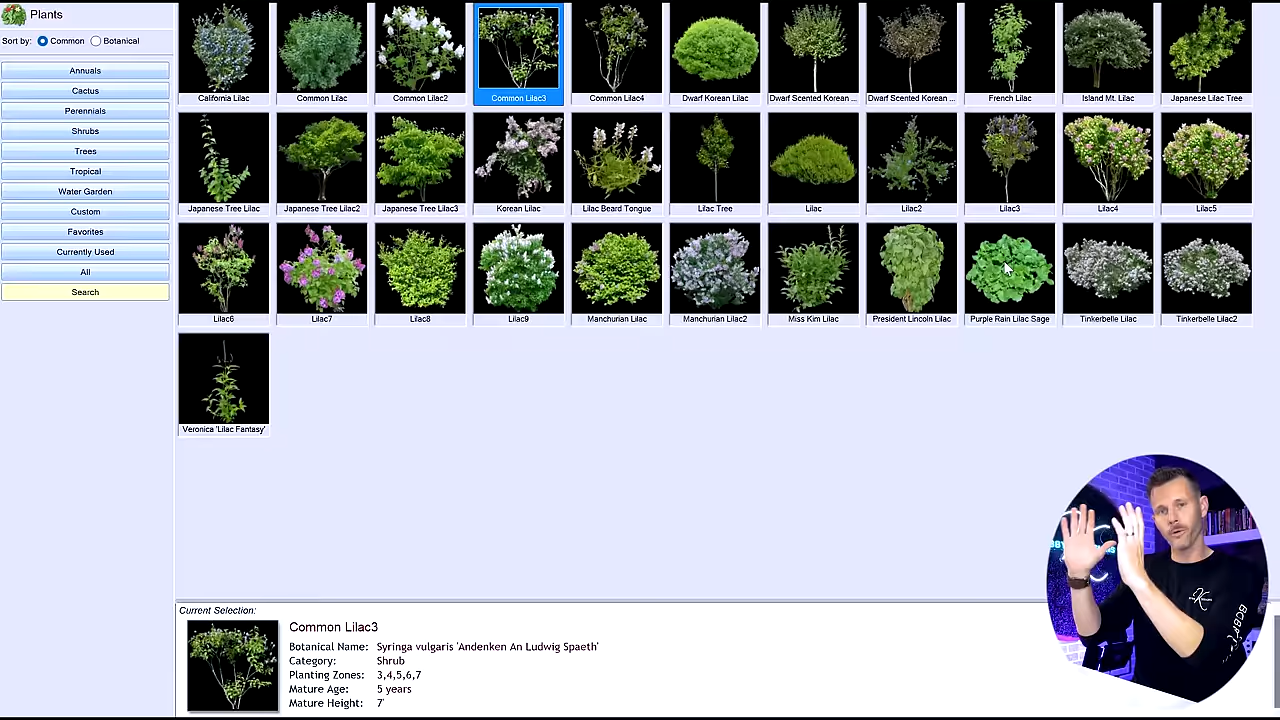 Plants
Sort by: Common Botanical
Annuals
Cactus
Perennials
Shrubs
Trees
Tropical
Water Garden
Custom
Favorites
Currently Used
All
Search
California Lilac
Common Lilac
Common Lilac2
Common Lilac3
Common Lilac4
Dwarf Korean Lilac
Dwarf Scented Korean ...
Dwarf Scented Korean ...
French Lilac
Island Mt. Lilac
Japanese Lilac Tree
Japanese Tree Lilac
Japanese Tree Lilac2
Japanese Tree Lilac3
Korean Lilac
Lilac Beard Tongue
Lilac Tree
Lilac
Lilac2
Lilac3
Lilac4
Lilac5
Lilac6
Lilac7
Lilac8
Lilac9
Manchurian Lilac
Manchurian Lilac2
Miss Kim Lilac
President Lincoln Lilac
Purple Rain Lilac Sage
Tinkerbelle Lilac
Tinkerbelle Lilac2
Veronica 'Lilac Fantasy'
Current Selection:
Common Lilac3
Botanical Name: Syringa vulgaris 'Andenken An Ludwig Spaeth'
Category: Shrub
Planting Zones: 3,4,5,6,7
Mature Age: 5 years
Mature Height: 7'